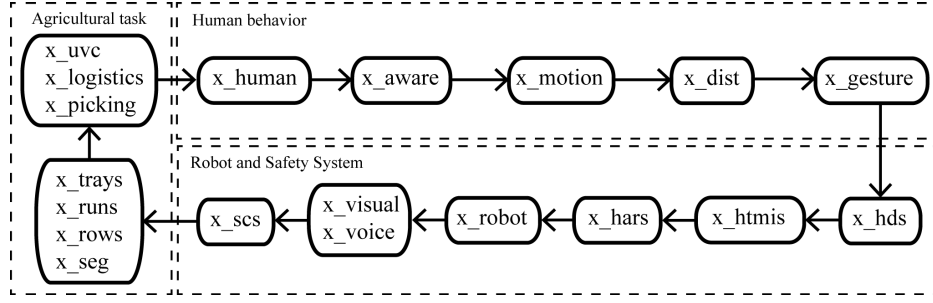 Agricultural task
x_uvc
x_logistics
x_picking
x_trays
x_runs
x_rows
x_seg
Human behavior
x_human
x_aware
x_motion
x_dist
x_gesture
Robot and Safety System
x_scs
x_visual
x_voice
x_robot
x_hars
x_htmis
x_hds